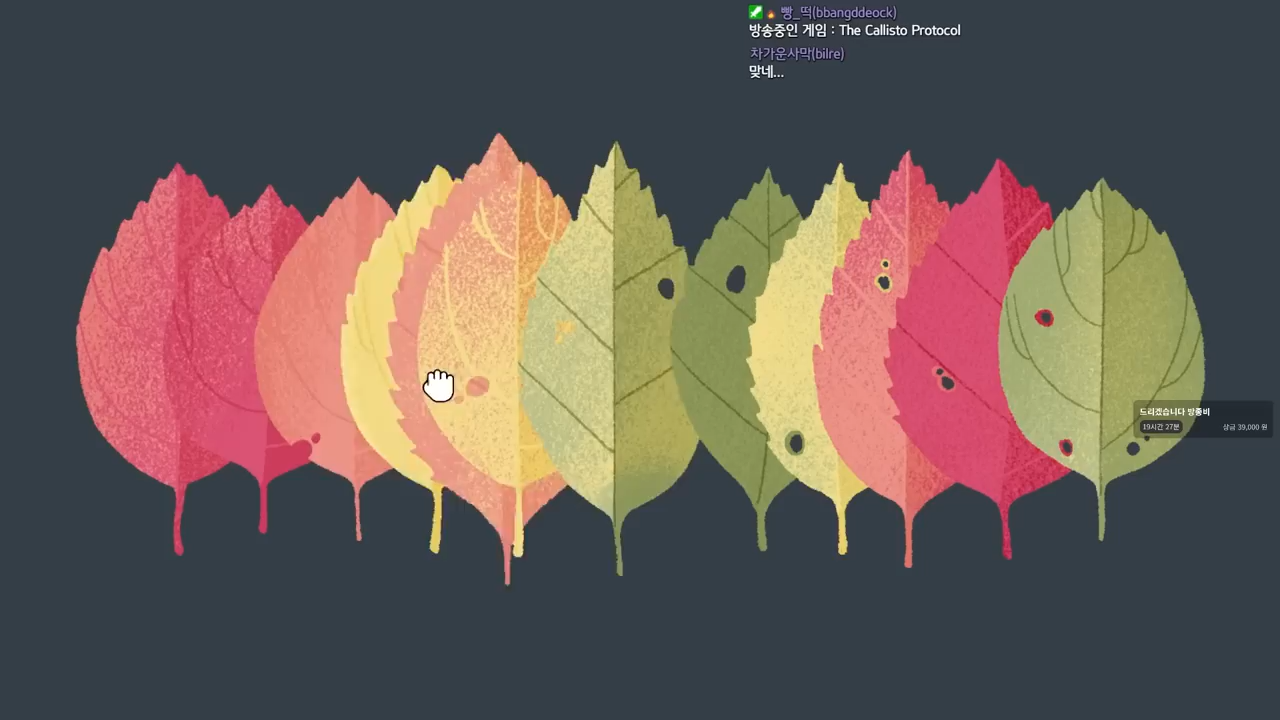 빵_떡(bbangddeock)
방송중인 게임 : The Callisto Protocol
차가운사막(bilre)
맞네...
드리겠습니다 방종비
19시간 27분 상금 39,000 원